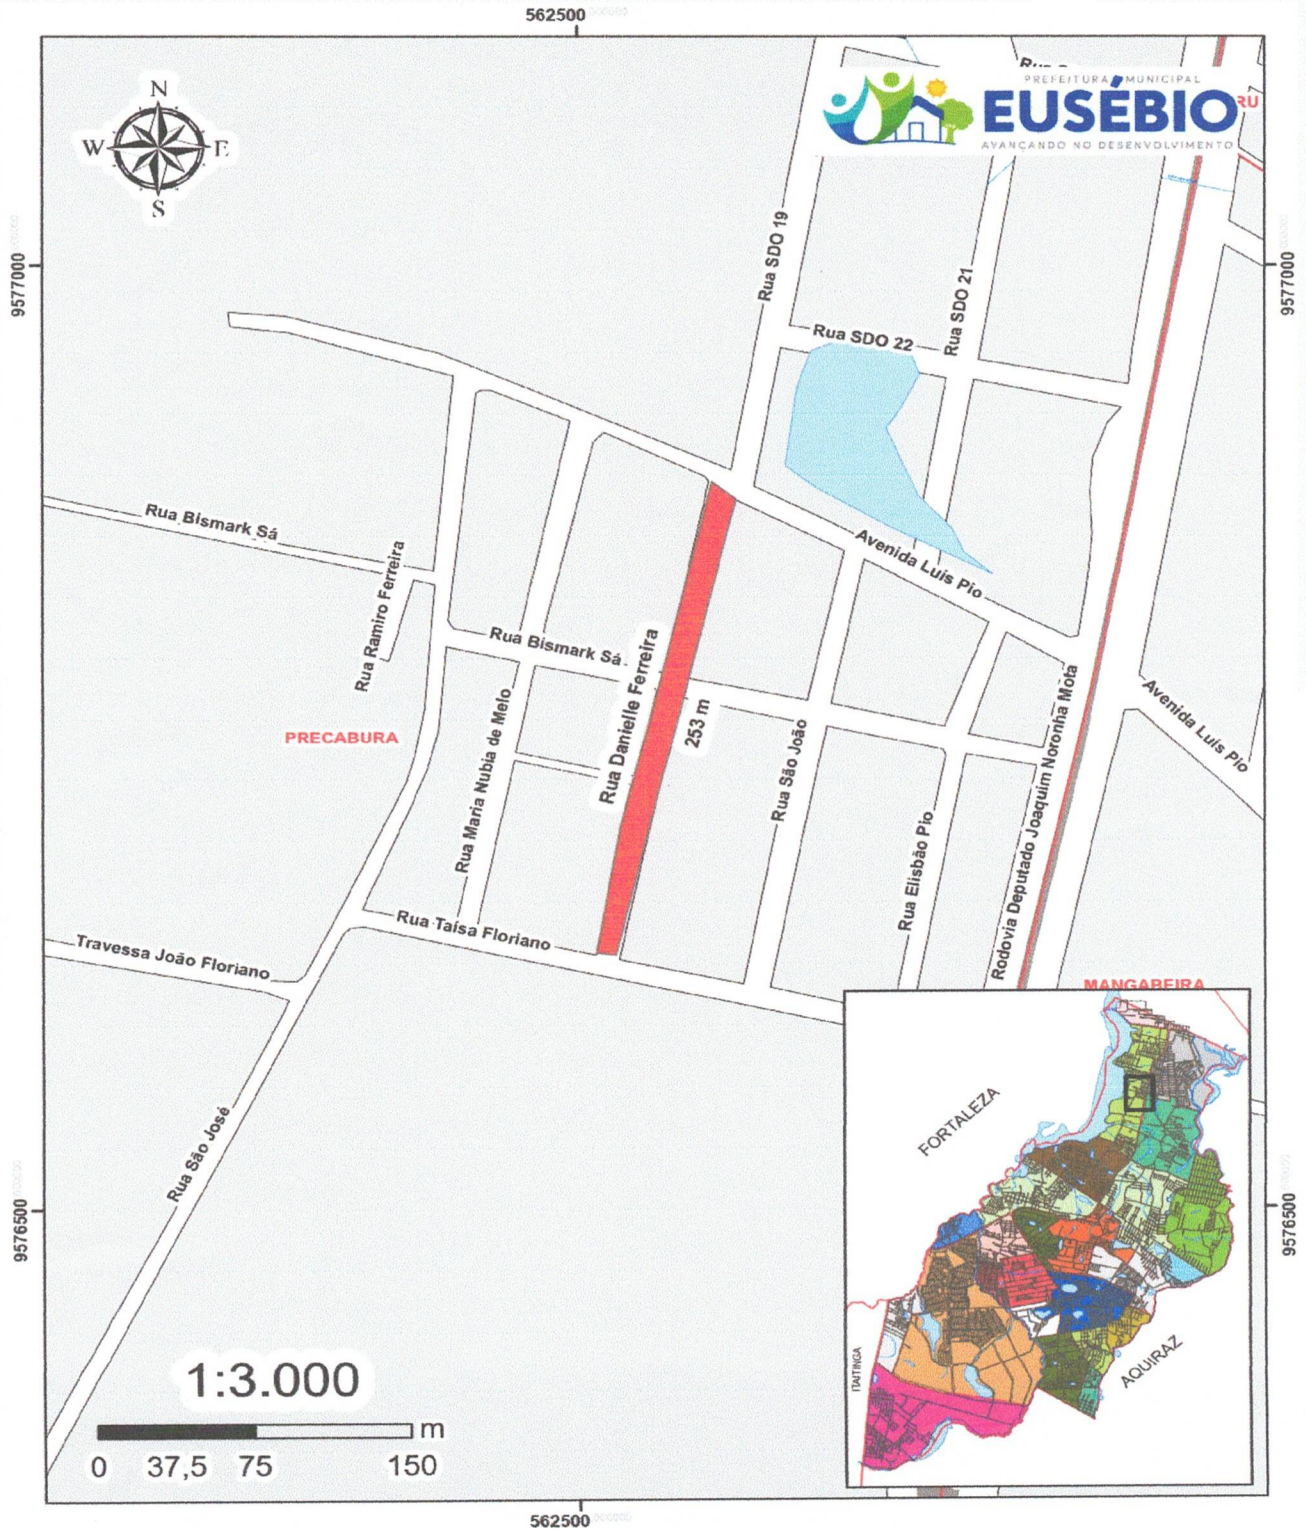 562500
N
W
E
S
PREFEITURA MUNICIPAL
EUSÉBIO
AVANÇANDO NO DESENVOLVIMENTO
RU
9577000
9577000
Rua SDO 19
Rua SDO 21
Rua SDO 22
Rua Bismark Sá
Rua Ramiro Ferreira
Avenida Luís Pio
Rua Bismark Sá
Rua Danielle Ferreira
253 m
Rua Maria Nubia de Melo
Rua São João
Rodovia Deputado Joaquim Noronha Mota
Avenida Luís Pio
PRECABURA
Rua Elisbão Pio
Rua Taísa Floriano
Travessa João Floriano
MANGABEIRA
Rua São José
FORTALEZA
9576500
9576500
ITAITINGA
AQUIRAZ
1:3.000
m
0 37,5 75 150
562500